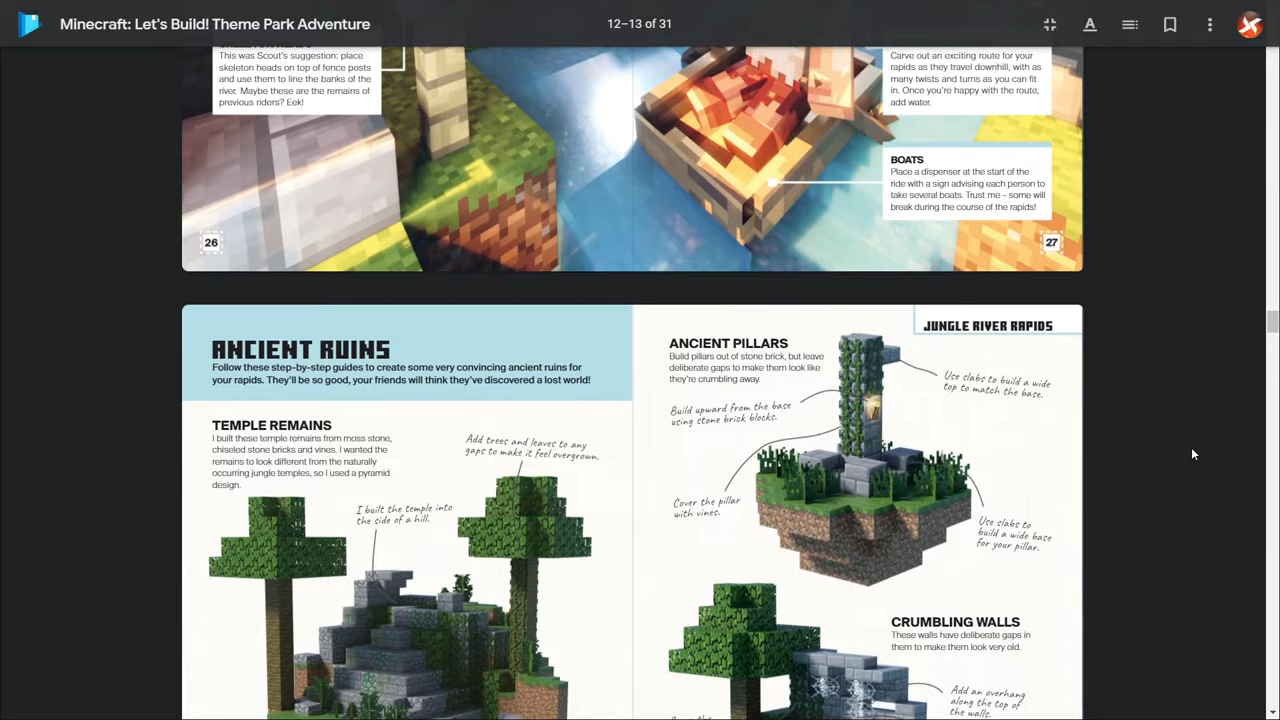 Minecraft: Let's Build! Theme Park Adventure
12–13 of 31
This was Scout's suggestion: place
skeleton heads on top of fence posts
and use them to line the banks of the
river. Maybe these are the remains of
previous riders? Eek!
Carve out an exciting route for your
rapids as they travel downhill, with as
many twists and turns as you can fit
in. Once you're happy with the route,
add water.
BOATS
Place a dispenser at the start of the
ride with a sign advising each person to
take several boats. Trust me – some will
break during the course of the rapids!
26
27
ANCIENT RUINS
Follow these step-by-step guides to create some very convincing ancient ruins for
your rapids. They'll be so good, your friends will think they've discovered a lost world!
TEMPLE REMAINS
I built these temple remains from moss stone,
chiseled stone bricks and vines. I wanted the
remains to look different from the naturally
occurring jungle temples, so I used a pyramid
design.
Add trees and leaves to any
gaps to make it feel overgrown.
I built the temple into
the side of a hill.
JUNGLE RIVER RAPIDS
ANCIENT PILLARS
Build pillars out of stone brick, but leave
deliberate gaps to make them look like
they're crumbling away.
Use slabs to build a wide
top to match the base.
Build upward from the base
using stone brick blocks.
Cover the pillar
with vines.
Use slabs to
build a wide base
for your pillar.
CRUMBLING WALLS
These walls have deliberate gaps in
them to make them look very old.
Add an overhang
along the top of
the walls.